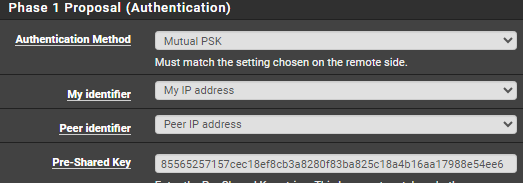 Phase 1 Proposal (Authentication)
Authentication Method
Mutual PSK
Must match the setting chosen on the remote side.
My identifier
My IP address
Peer identifier
Peer IP address
Pre-Shared Key
85565257157cec18ef8cb3a8280f83ba825c18a4b16aa17988e54ee6